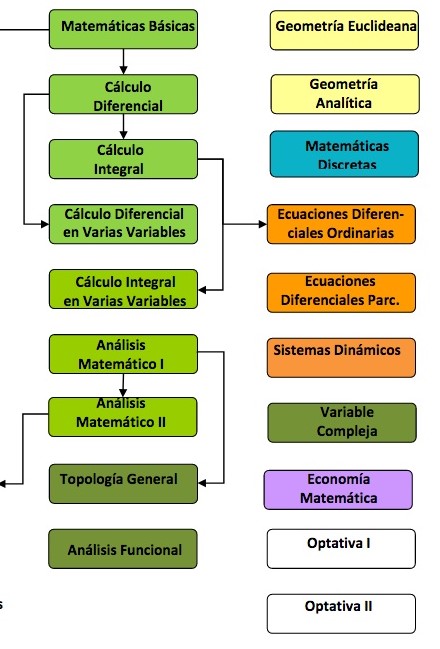 Matemáticas Básicas
Cálculo
Diferencial
Cálculo
Integral
Cálculo Diferencial
en Varias Variables
Cálculo Integral
en Varias Variables
Análisis
Matemático I
Análisis
Matemático II
Topología General
Análisis Funcional
s
Geometría Euclideana
Geometría
Analítica
Matemáticas
Discretas
Ecuaciones Diferen-
ciales Ordinarias
Ecuaciones
Diferenciales Parc.
Sistemas Dinámicos
Variable
Compleja
Economía
Matemática
Optativa I
Optativa II